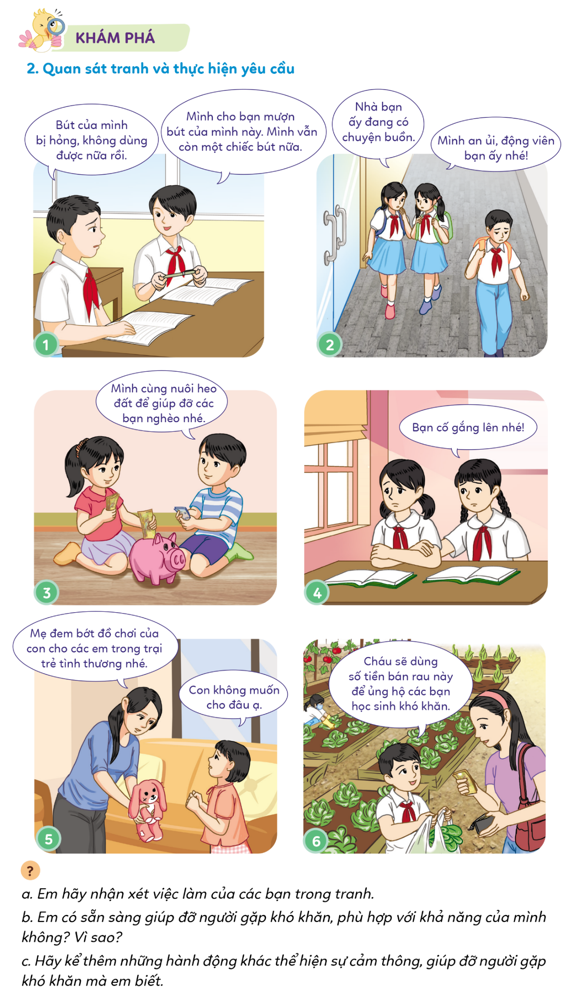 KHÁM PHÁ
2. Quan sát tranh và thực hiện yêu cầu
Bút của mình
bị hỏng, không dùng
được nữa rồi.
Mình cho bạn mượn
bút của mình này. Mình vẫn
còn một chiếc bút nữa.
1
Nhà bạn
ấy đang có
chuyện buồn.
Mình an ủi, động viên
bạn ấy nhé!
2
Mình cùng nuôi heo
đất để giúp đỡ các
bạn nghèo nhé.
3
Bạn cố gắng lên nhé!
4
Mẹ đem bớt đồ chơi của
con cho các em trong trại
trẻ tình thương nhé.
Con không muốn
cho đâu ạ.
5
Cháu sẽ dùng
số tiền bán rau này
để ủng hộ các bạn
học sinh khó khăn.
6
?
a. Em hãy nhận xét việc làm của các bạn trong tranh.
b. Em có sẵn sàng giúp đỡ người gặp khó khăn, phù hợp với khả năng của mình
không? Vì sao?
c. Hãy kể thêm những hành động khác thể hiện sự cảm thông, giúp đỡ người gặp
khó khăn mà em biết.